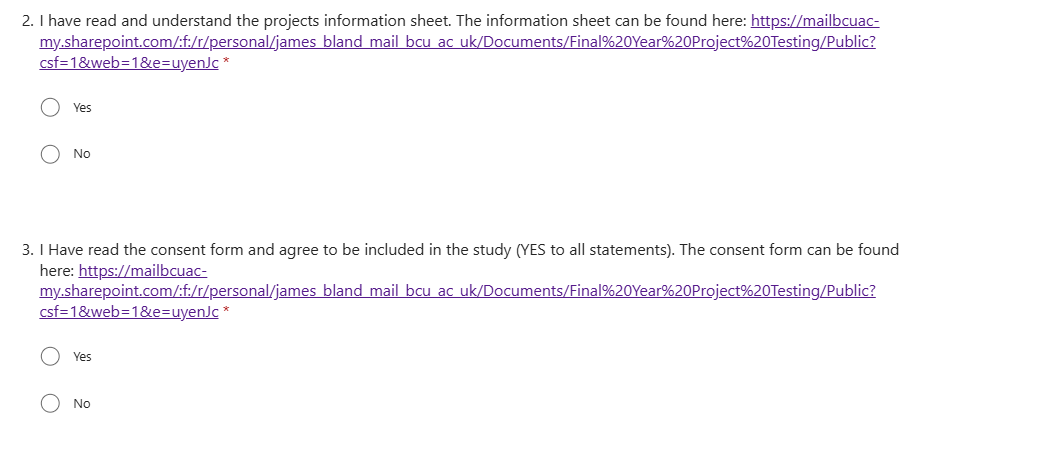 2. I have read and understand the projects information sheet. The information sheet can be found here: https://mailbcuac-
my.sharepoint.com/:f:/r/personal/james_bland_mail_bcu_ac_uk/Documents/Final%20Year%20Project%20Testing/Public?
csf=1&web=1&e=uyenJc *
Yes
No
3. I Have read the consent form and agree to be included in the study (YES to all statements). The consent form can be found
here: https://mailbcuac-
my.sharepoint.com/:f:/r/personal/james_bland_mail_bcu_ac_uk/Documents/Final%20Year%20Project%20Testing/Public?
csf=1&web=1&e=uyenJc *
Yes
No